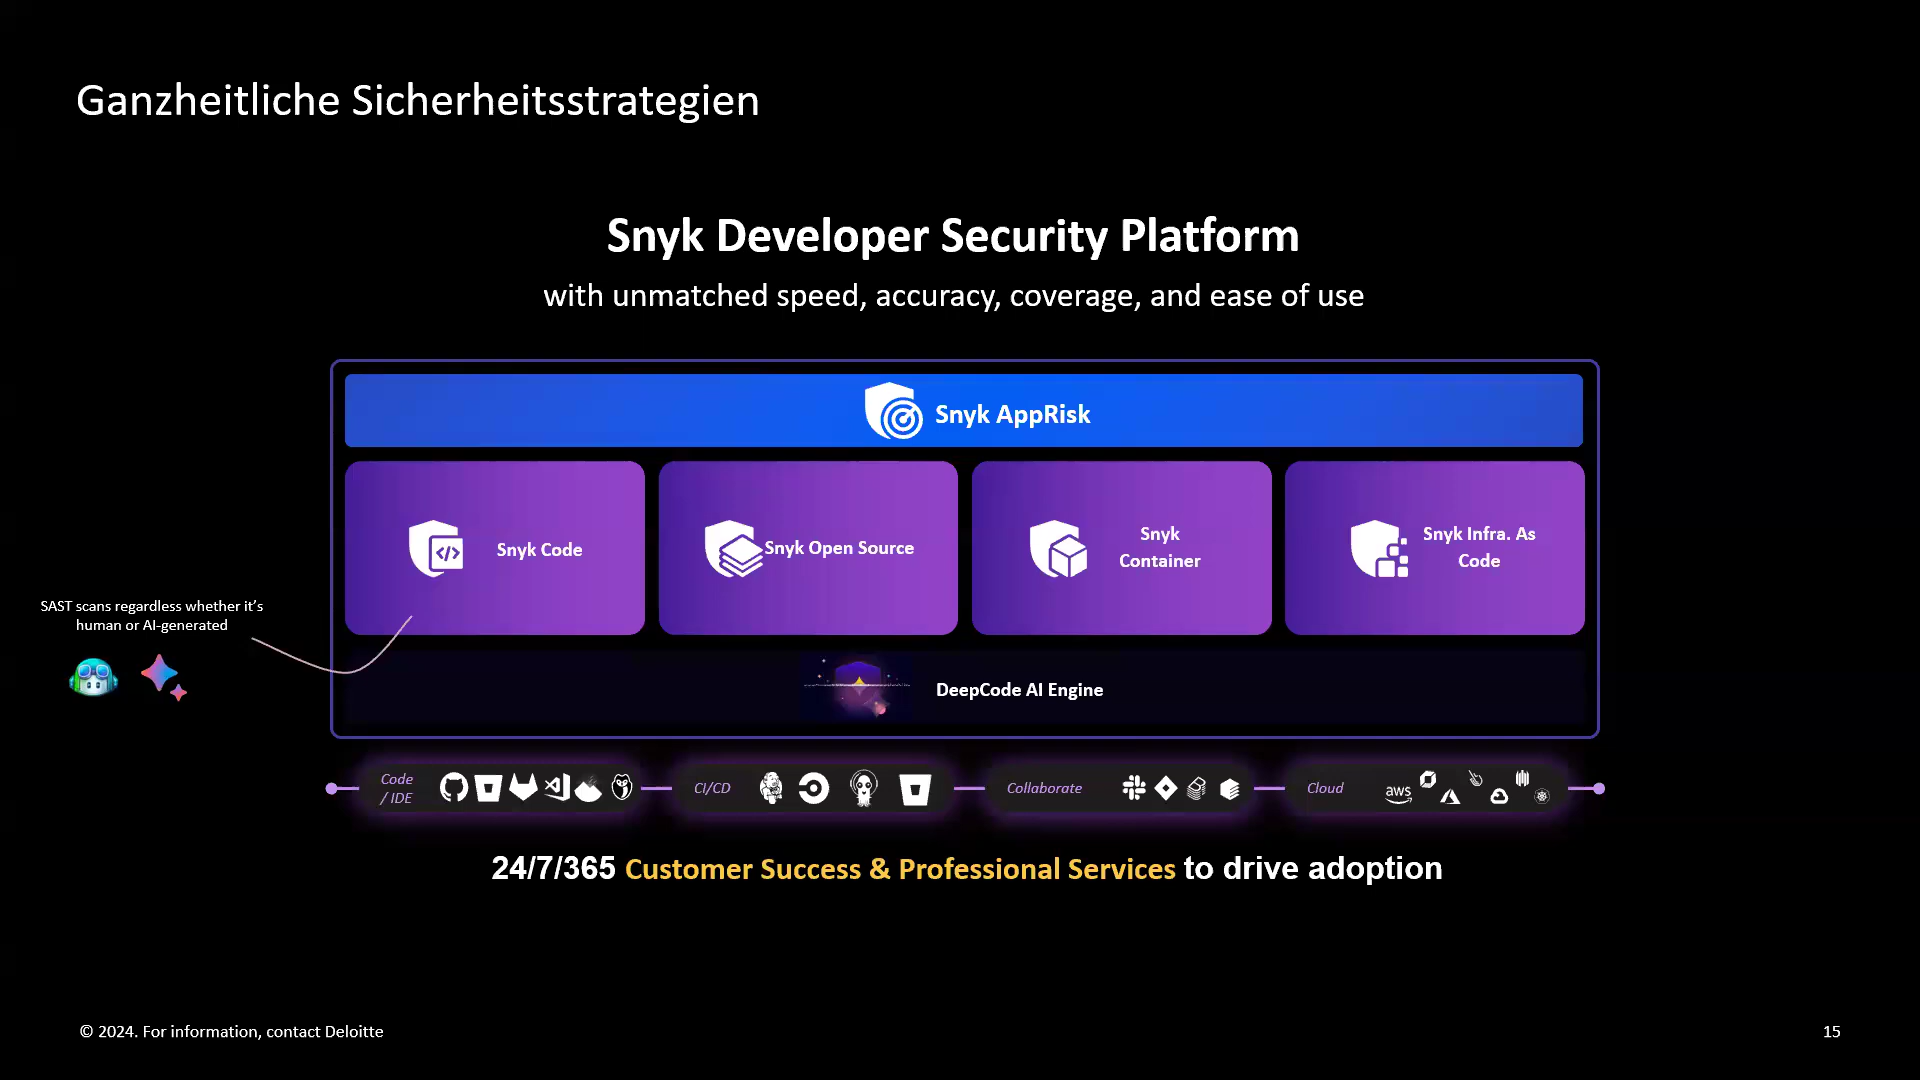 Ganzheitliche Sicherheitsstrategien
Snyk Developer Security Platform
with unmatched speed, accuracy, coverage, and ease of use
Snyk AppRisk
Snyk Code
Snyk Open Source
Snyk
Container
Snyk Infra. As
Code
SAST scans regardless whether it's
human or AI-generated
DeepCode AI Engine
Code
/ IDE
CI/CD
Collaborate
Cloud
aws
24/7/365 Customer Success & Professional Services to drive adoption
© 2024. For information, contact Deloitte
15